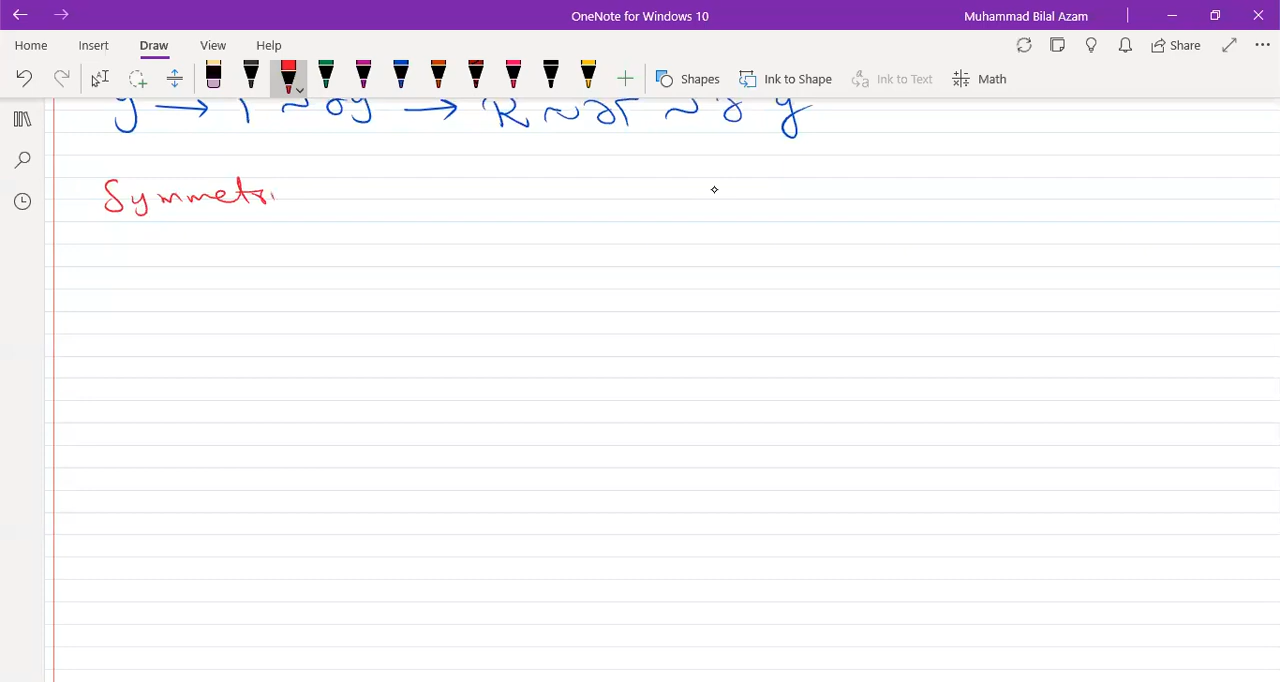 OneNote for Windows 10
Muhammad Bilal Azam
Home Insert Draw View Help
Share
Shapes Ink to Shape Ink to Text Math
y → Γ ~ ∂y → R ~ ∂Γ ~ ∂ y
Symmetri